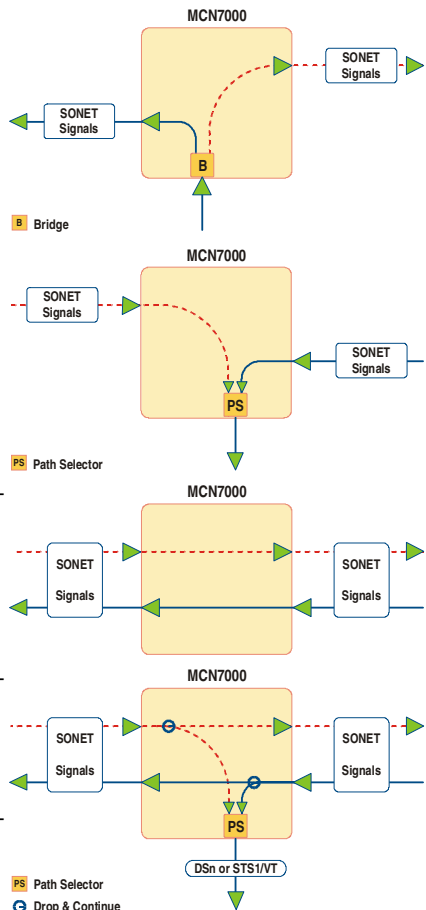 MCN7000
SONET
Signals
SONET
Signals
B
B Bridge
MCN7000
SONET
Signals
SONET
Signals
PS
PS Path Selector
MCN7000
SONET
Signals
SONET
Signals
MCN7000
SONET
Signals
SONET
Signals
PS
DSn or STS1/VT
PS Path Selector
Drop & Continue